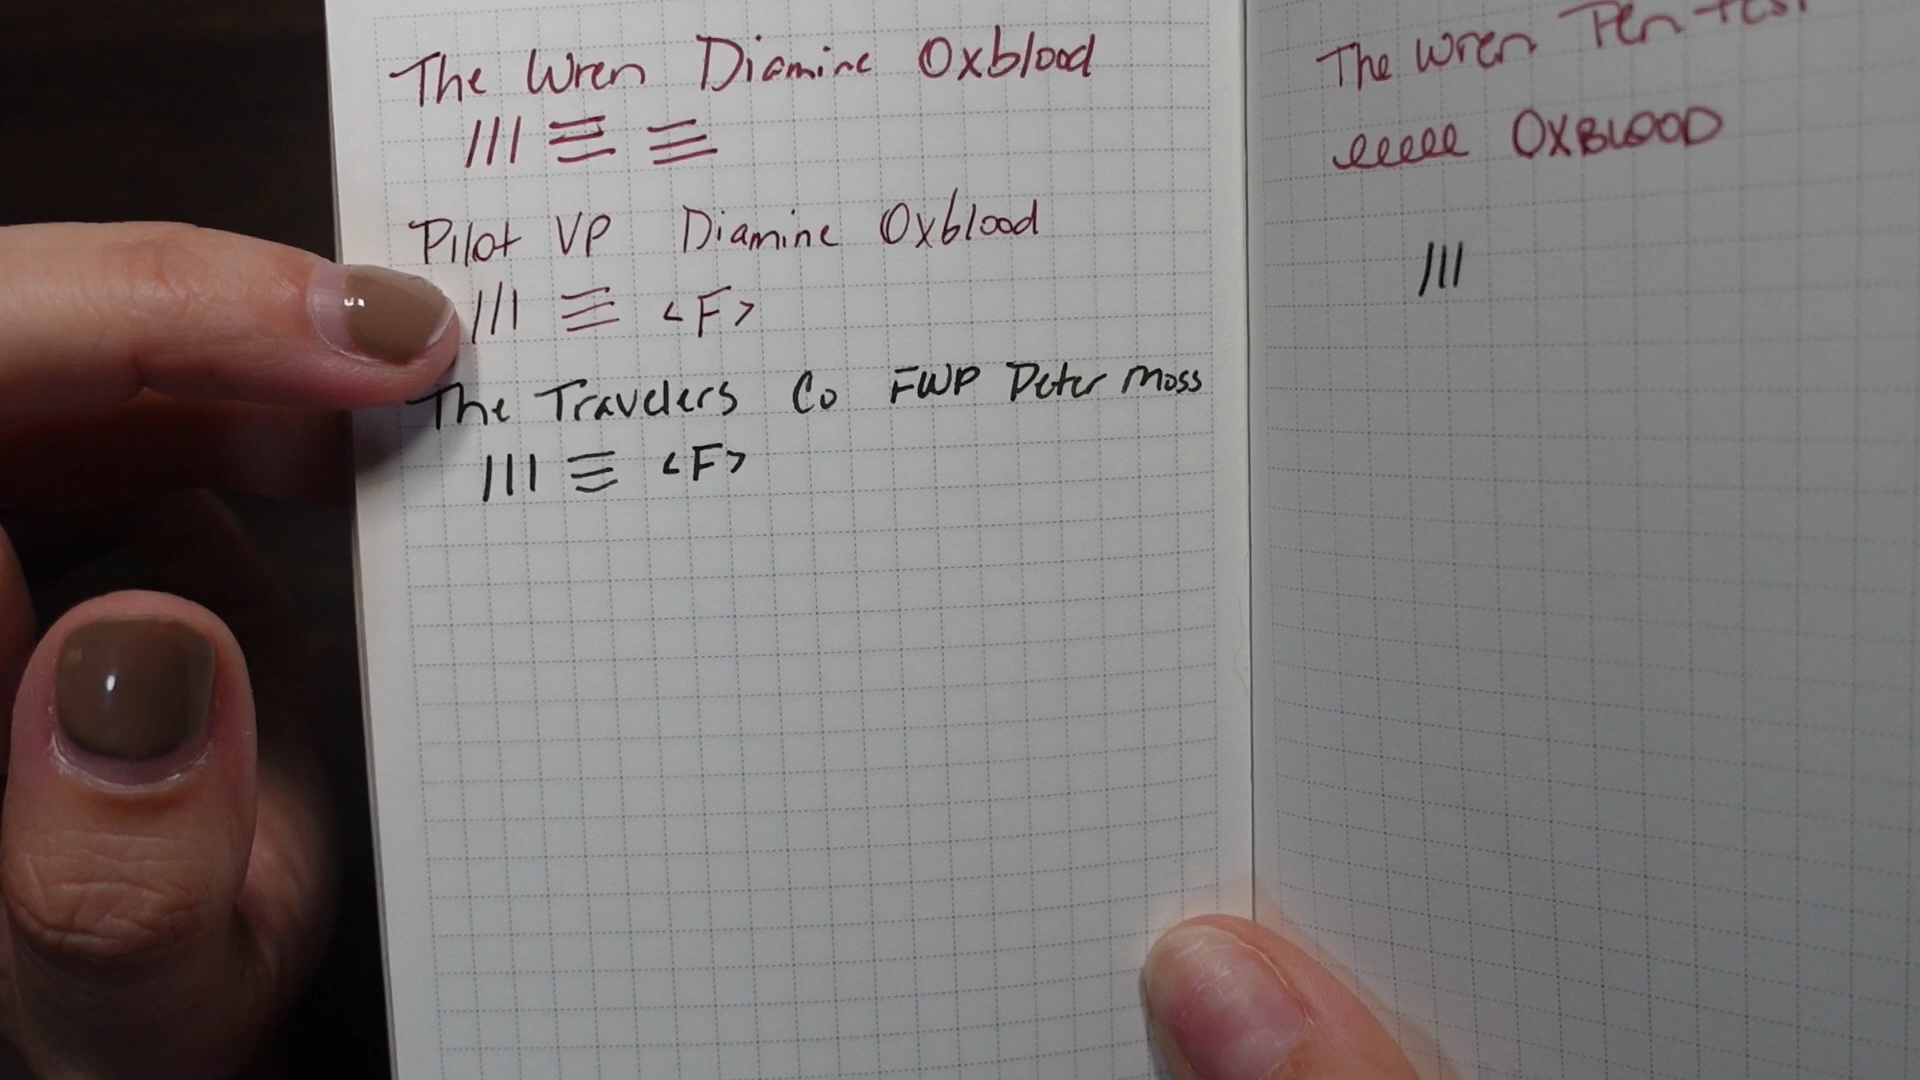 The Wren Diamine Oxblood
||| ≡ ≡
Pilot VP Diamine Oxblood
||| ≡ <F>
The Travelers Co FWP Deter Moss
||| ≡ <F>
The Wren Pen Test
eeeee OXBLOOD
|||